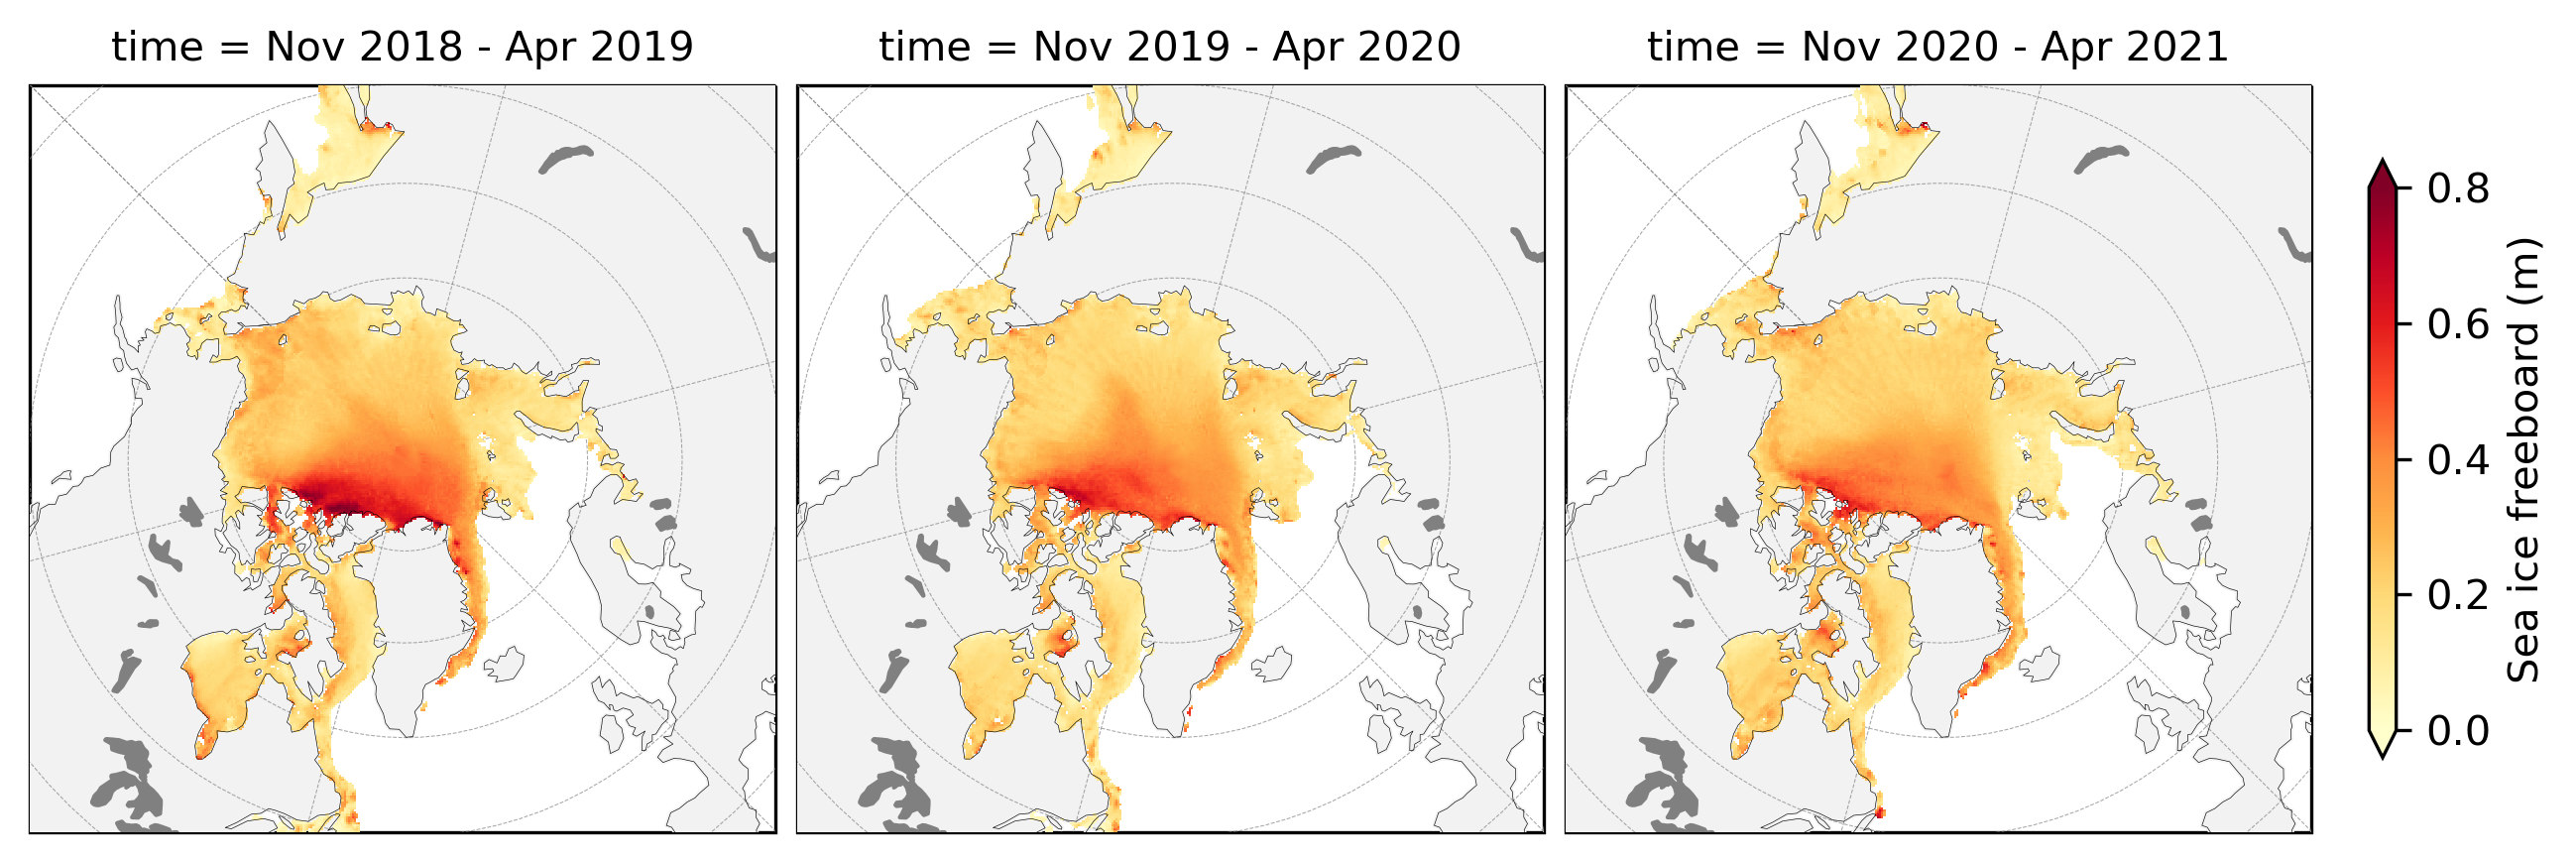 time = Nov 2018 - Apr 2019
time = Nov 2019 - Apr 2020
time = Nov 2020 - Apr 2021
0.8
0.6
0.4
0.2
0.0
Sea ice freeboard (m)